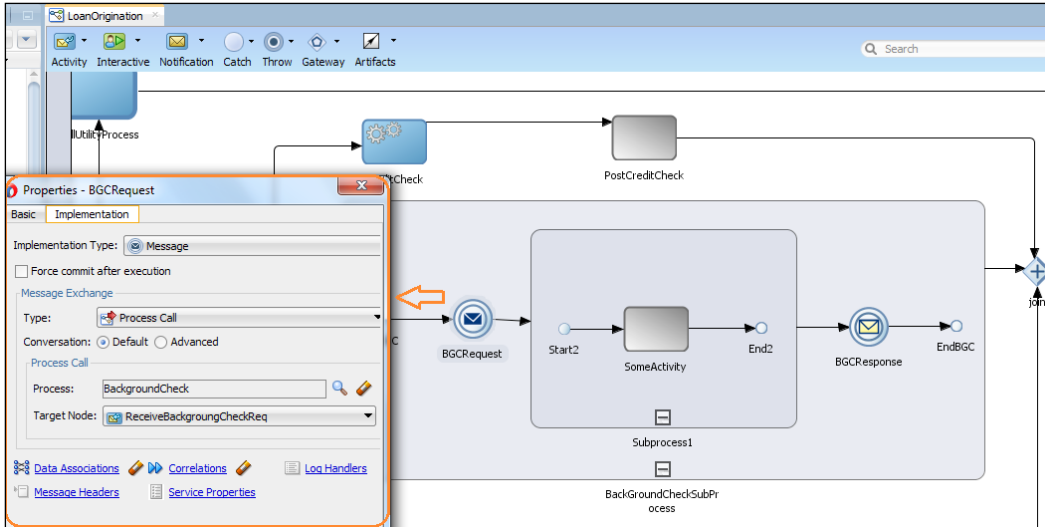 LoanOrigination
Activity Interactive Notification Catch Throw Gateway Artifacts
Search
llUtilityProcess
ditCheck
PostCreditCheck
Properties - BGCRequest
Basic Implementation
Implementation Type: Message
Force commit after execution
Message Exchange
Type: Process Call
Conversation: Default Advanced
Process Call
Process: BackgroundCheck
Target Node: ReceiveBackgroungCheckReq
Data Associations Correlations Log Handlers
Message Headers Service Properties
C
BGCRequest
Start2
SomeActivity
End2
BGCResponse
EndBGC
join
Subprocess1
BackGroundCheckSubPr
ocess